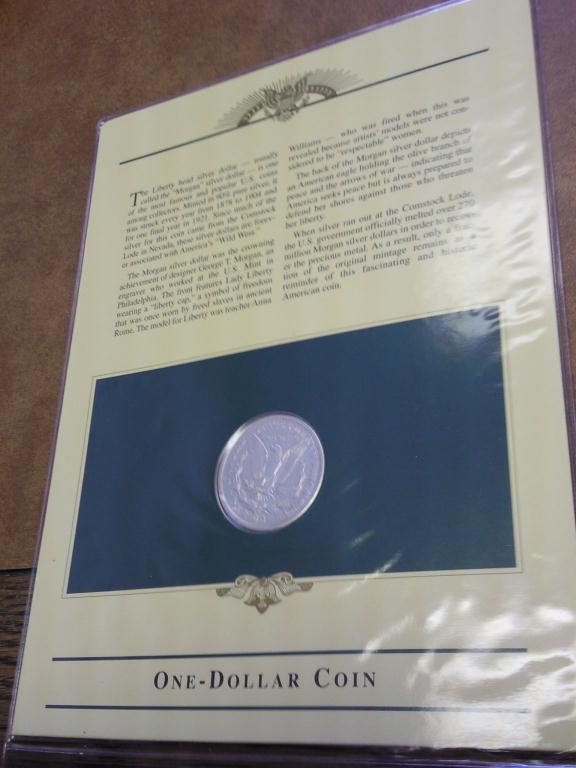 The Liberty head silver dollar — usually
called the "Morgan" silver dollar — is one
of the most famous and popular U.S. coins
among collectors. Minted in 90% pure silver, it
was struck every year from 1878 to 1904 and
for one final year in 1921. Since much of the
silver for this coin came from the Comstock
Lode in Nevada, these silver dollars are forev-
er associated with America's "Wild West."
The Morgan silver dollar was the crowning
achievement of designer George T. Morgan, an
engraver who worked at the U.S. Mint in
Philadelphia. The front features Lady Liberty
wearing a "liberty cap," a symbol of freedom
that was once worn by freed slaves in ancient
Rome. The model for Liberty was teacher Anna
Williams — who was fired when this was
revealed because artists' models were not con-
sidered to be "respectable" women.
The back of the Morgan silver dollar depicts
an American eagle holding the olive branch of
peace and the arrows of war — indicating that
America seeks peace but is always prepared to
defend her shores against those who threaten
her liberty.
When silver ran out at the Comstock Lode,
the U.S. government officially melted over 270
million Morgan silver dollars in order to recov-
er the precious metal. As a result, only a frac-
tion of the original mintage remains as a
reminder of this fascinating and historic
American coin.
ONE-DOLLAR COIN